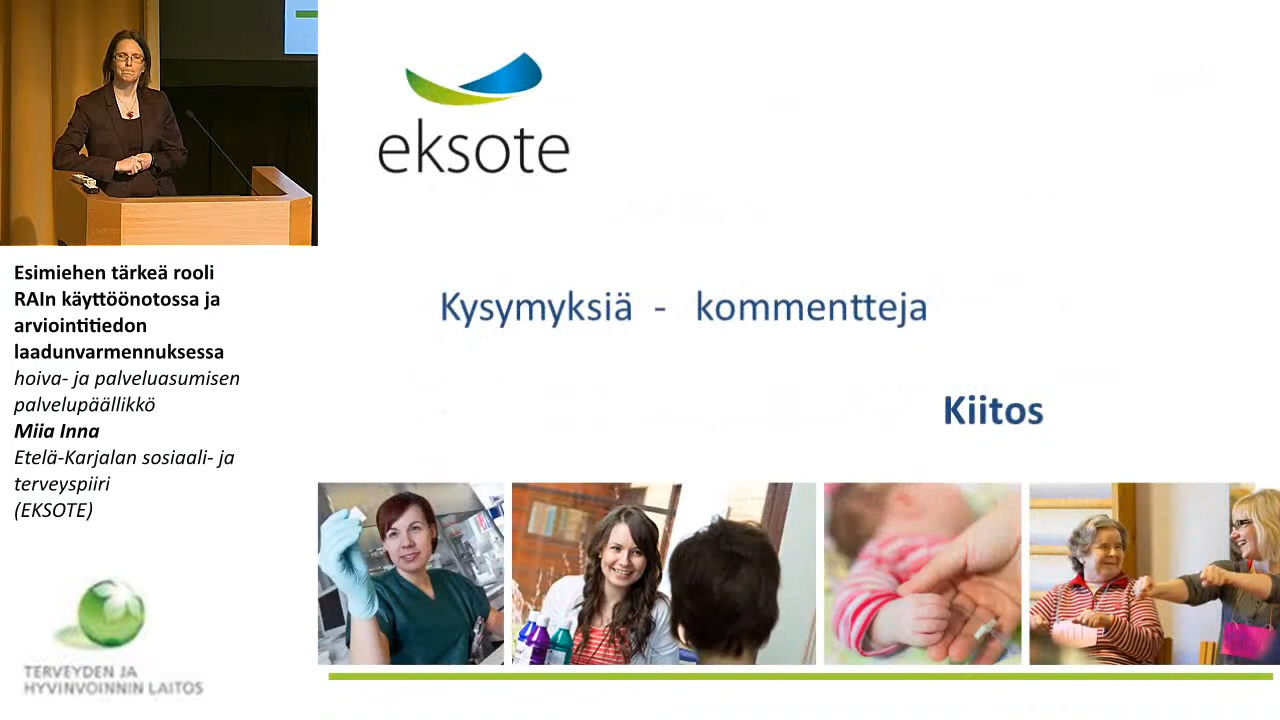 eksote
Kysymyksiä - kommentteja
Kiitos
Esimiehen tärkeä rooli
RAIn käyttöönotossa ja
arviointitiedon
laadunvarmennuksessa
hoiva- ja palveluasumisen
palvelupäällikkö
Miia Inna
Etelä-Karjalan sosiaali- ja
terveyspiiri
(EKSOTE)
TERVEYDEN JA
HYVINVOINNIN LAITOS